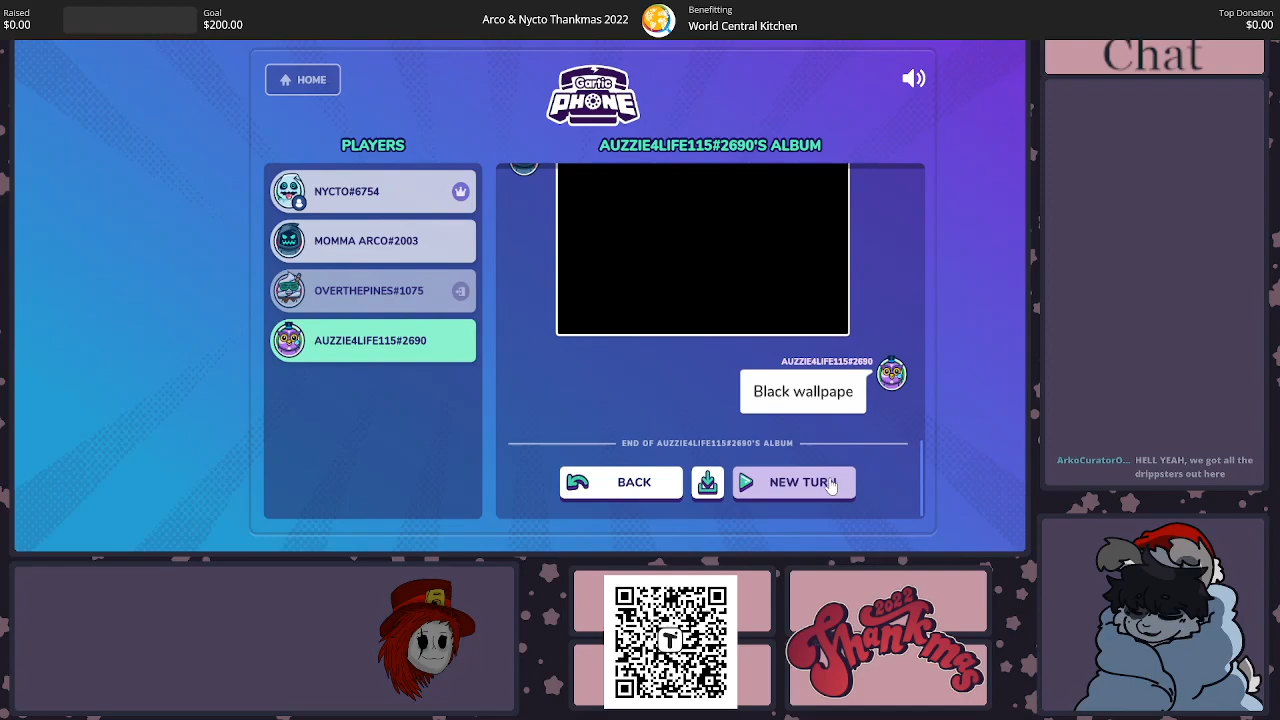 Raised
$0.00
Goal
$200.00
Arco & Nycto Thankmas 2022
Benefitting
World Central Kitchen
Top Donation
$0.00
HOME
Gartic
PHONE
PLAYERS
NYCTO#6754
MOMMA ARCO#2003
OVERTHEPINES#1075
AUZZIE4LIFE115#2690
AUZZIE4LIFE115#2690'S ALBUM
AUZZIE4LIFE115#2690
Black wallpape
END OF AUZZIE4LIFE115#2690'S ALBUM
BACK
NEW TURN
Chat
ArkoCuratorO... HELL YEAH, we got all the
drippsters out here
T
2022
Thankmas